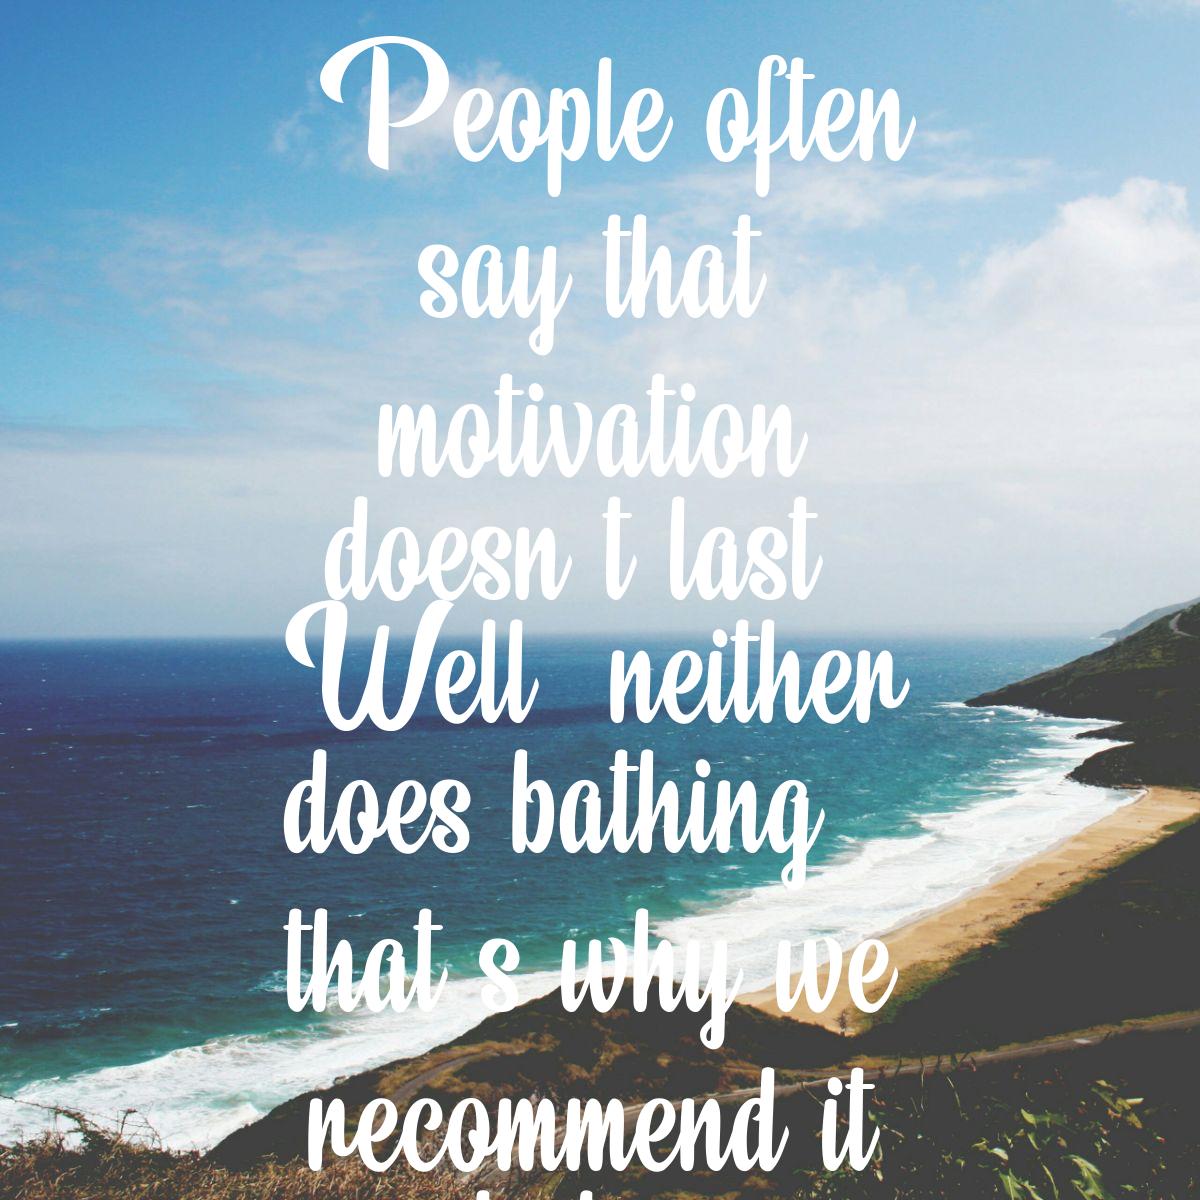 People often
say that
motivation
doesn t last
Well neither
does bathing
that s why we
recommend it